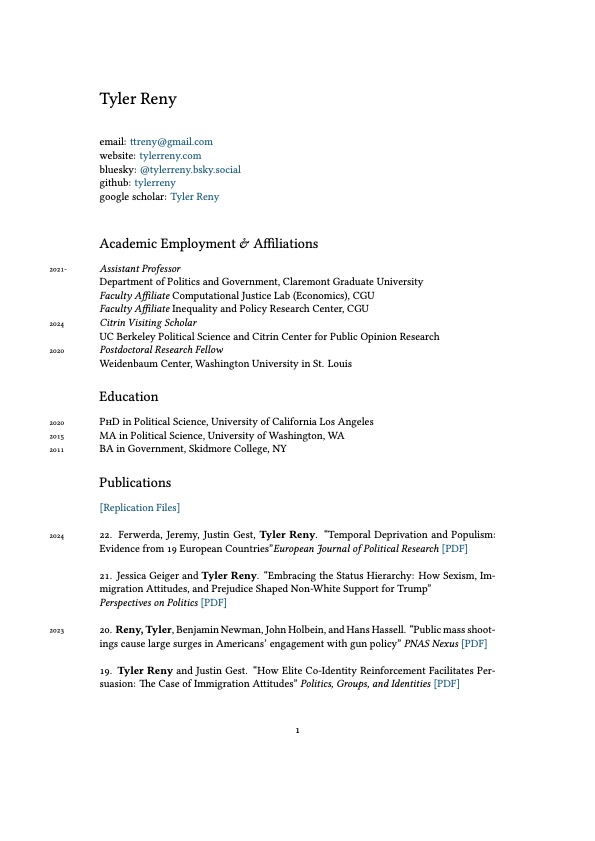 Tyler Reny
email: ttreny@gmail.com
website: tylerreny.com
bluesky: @tylerreny.bsky.social
github: tylerreny
google scholar: Tyler Reny
Academic Employment & Affiliations
2021- Assistant Professor
Department of Politics and Government, Claremont Graduate University
Faculty Affiliate Computational Justice Lab (Economics), CGU
Faculty Affiliate Inequality and Policy Research Center, CGU
2024 Citrin Visiting Scholar
UC Berkeley Political Science and Citrin Center for Public Opinion Research
2020 Postdoctoral Research Fellow
Weidenbaum Center, Washington University in St. Louis
Education
2020 PhD in Political Science, University of California Los Angeles
2015 MA in Political Science, University of Washington, WA
2011 BA in Government, Skidmore College, NY
Publications
[Replication Files]
2024 22. Ferwerda, Jeremy, Justin Gest, Tyler Reny. "Temporal Deprivation and Populism:
Evidence from 19 European Countries"European Journal of Political Research [PDF]
21. Jessica Geiger and Tyler Reny. "Embracing the Status Hierarchy: How Sexism, Im-
migration Attitudes, and Prejudice Shaped Non-White Support for Trump"
Perspectives on Politics [PDF]
2023 20. Reny, Tyler, Benjamin Newman, John Holbein, and Hans Hassell. "Public mass shoot-
ings cause large surges in Americans' engagement with gun policy" PNAS Nexus [PDF]
19. Tyler Reny and Justin Gest. "How Elite Co-Identity Reinforcement Facilitates Per-
suasion: The Case of Immigration Attitudes" Politics, Groups, and Identities [PDF]
1